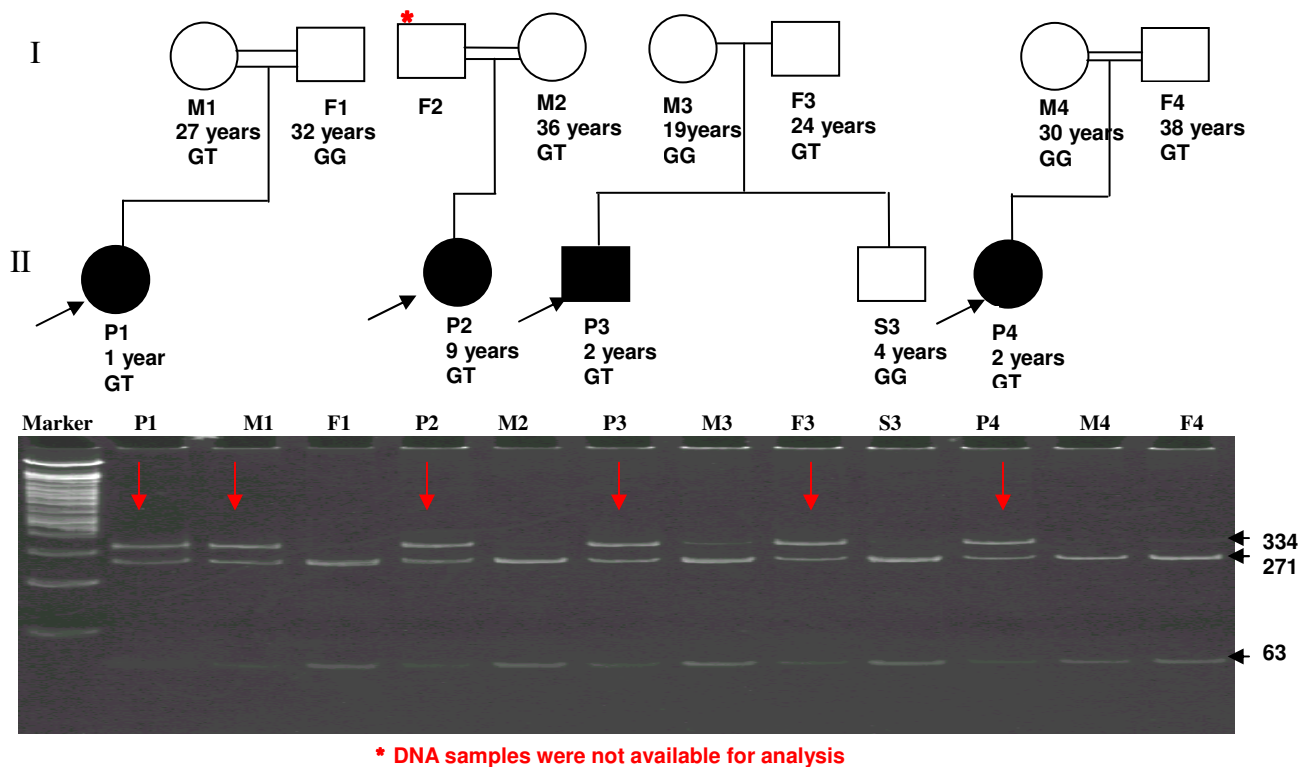 I
M1
27 years
GT
F1
32 years
GG
*
F2
M2
36 years
GT
M3
19years
GG
F3
24 years
GT
M4
30 years
GG
F4
38 years
GT
II
P1
1 year
GT
P2
9 years
GT
P3
2 years
GT
S3
4 years
GG
P4
2 years
GT
Marker P1 M1 F1 P2 M2 P3 M3 F3 S3 P4 M4 F4
334
271
63
* DNA samples were not available for analysis